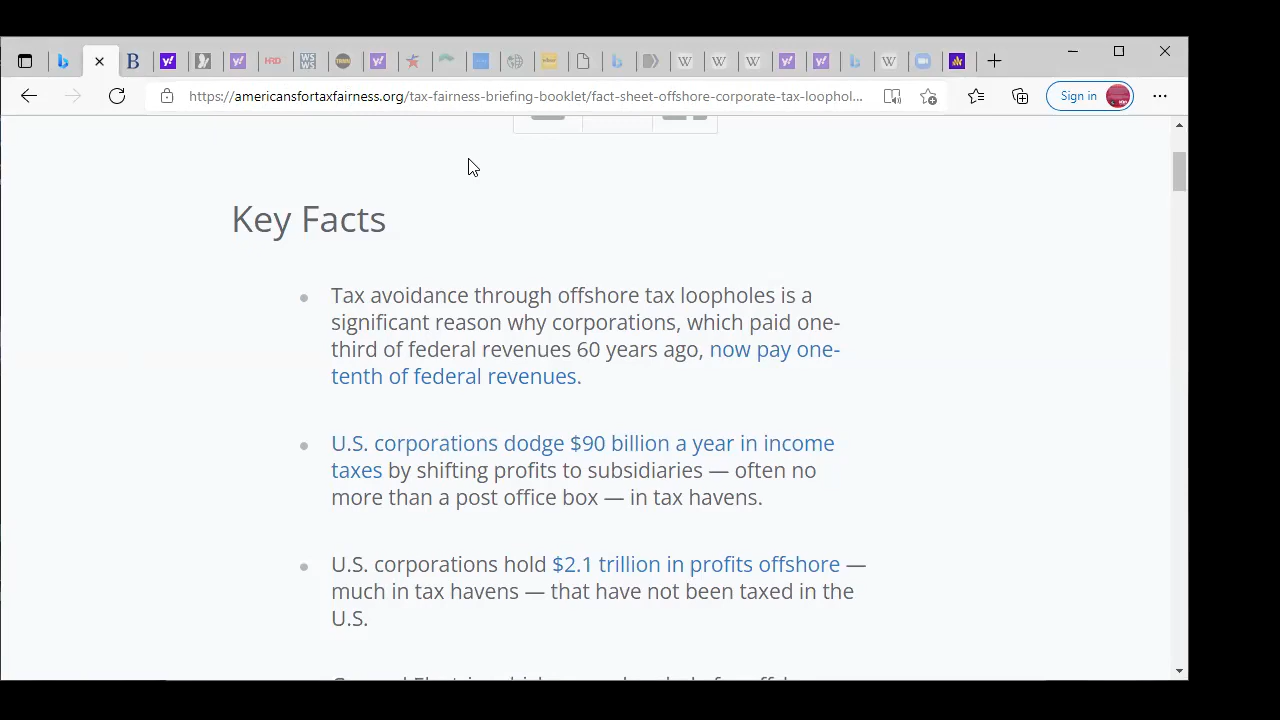 B
HRD
WS
WS
W
W
W
W
https://americansfortaxfairness.org/tax-fairness-briefing-booklet/fact-sheet-offshore-corporate-tax-loophol...
Sign in
Key Facts
Tax avoidance through offshore tax loopholes is a
significant reason why corporations, which paid one-
third of federal revenues 60 years ago, now pay one-
tenth of federal revenues.
U.S. corporations dodge $90 billion a year in income
taxes by shifting profits to subsidiaries — often no
more than a post office box — in tax havens.
U.S. corporations hold $2.1 trillion in profits offshore —
much in tax havens — that have not been taxed in the
U.S.